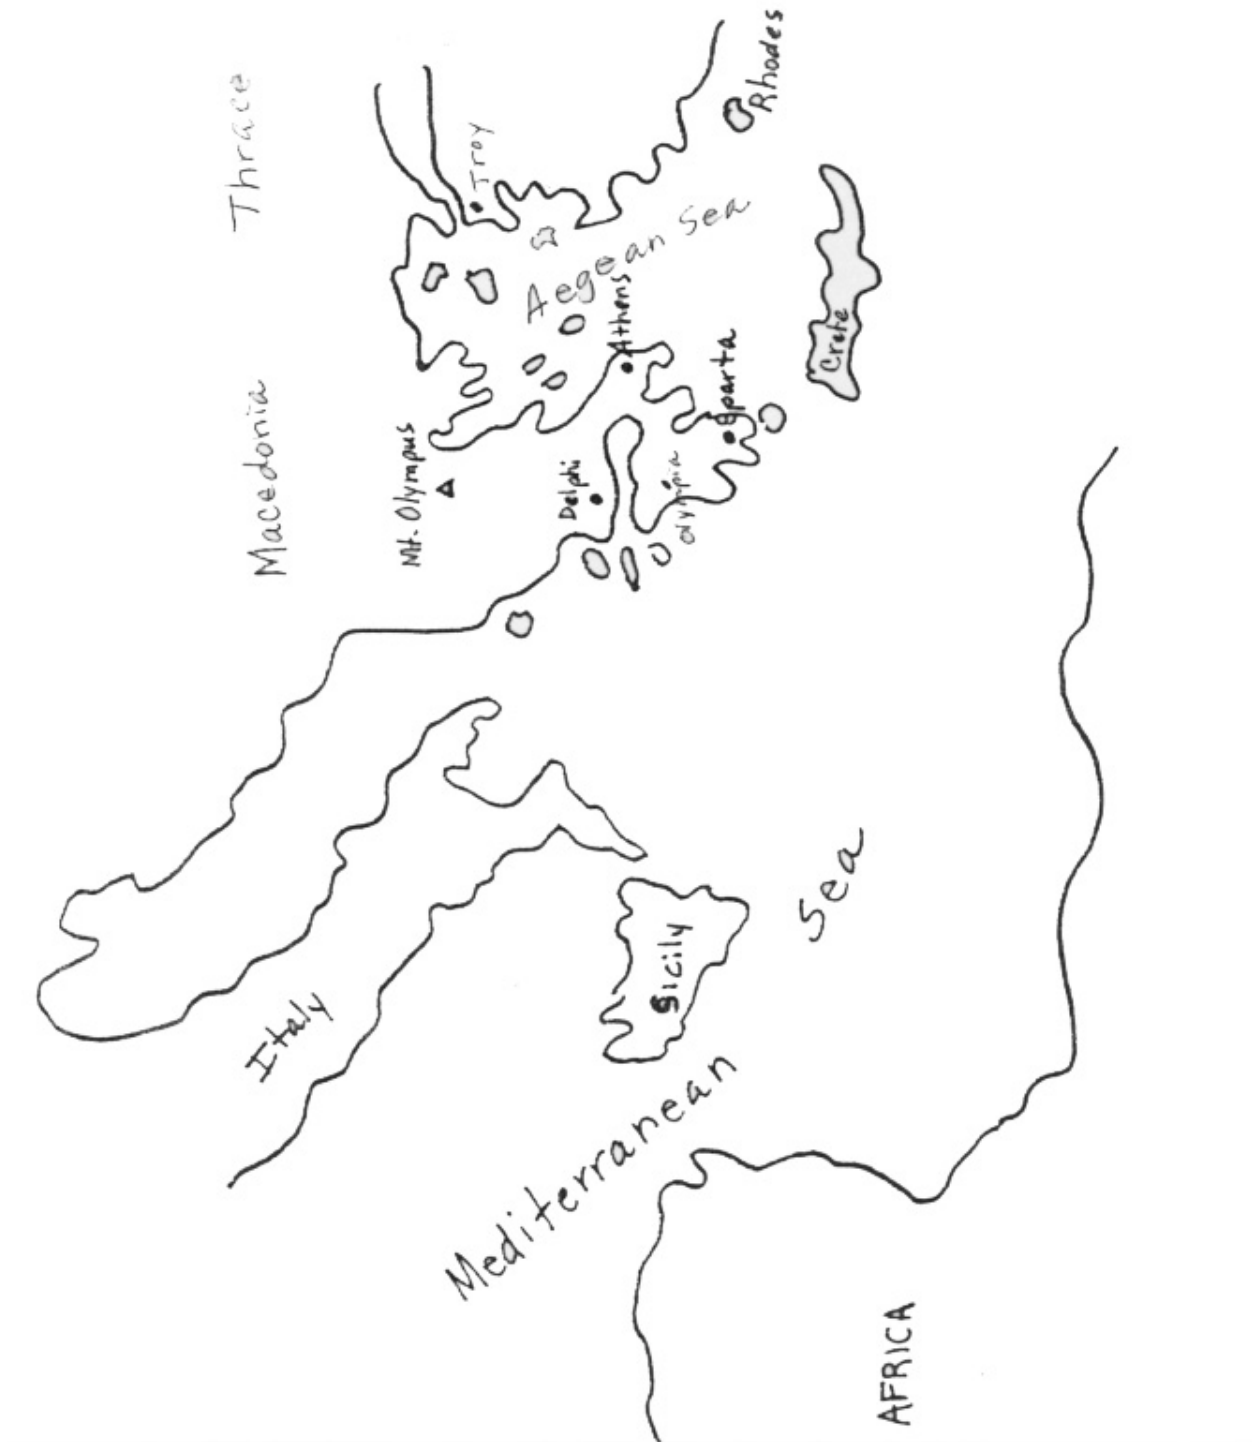 Thrace
Macedonia
Mt. Olympus
Troy
Aegean Sea
Rhodes
Athens
Delphi
Olympia
Sparta
Crete
Italy
Sicily
Mediterranean
Sea
AFRICA